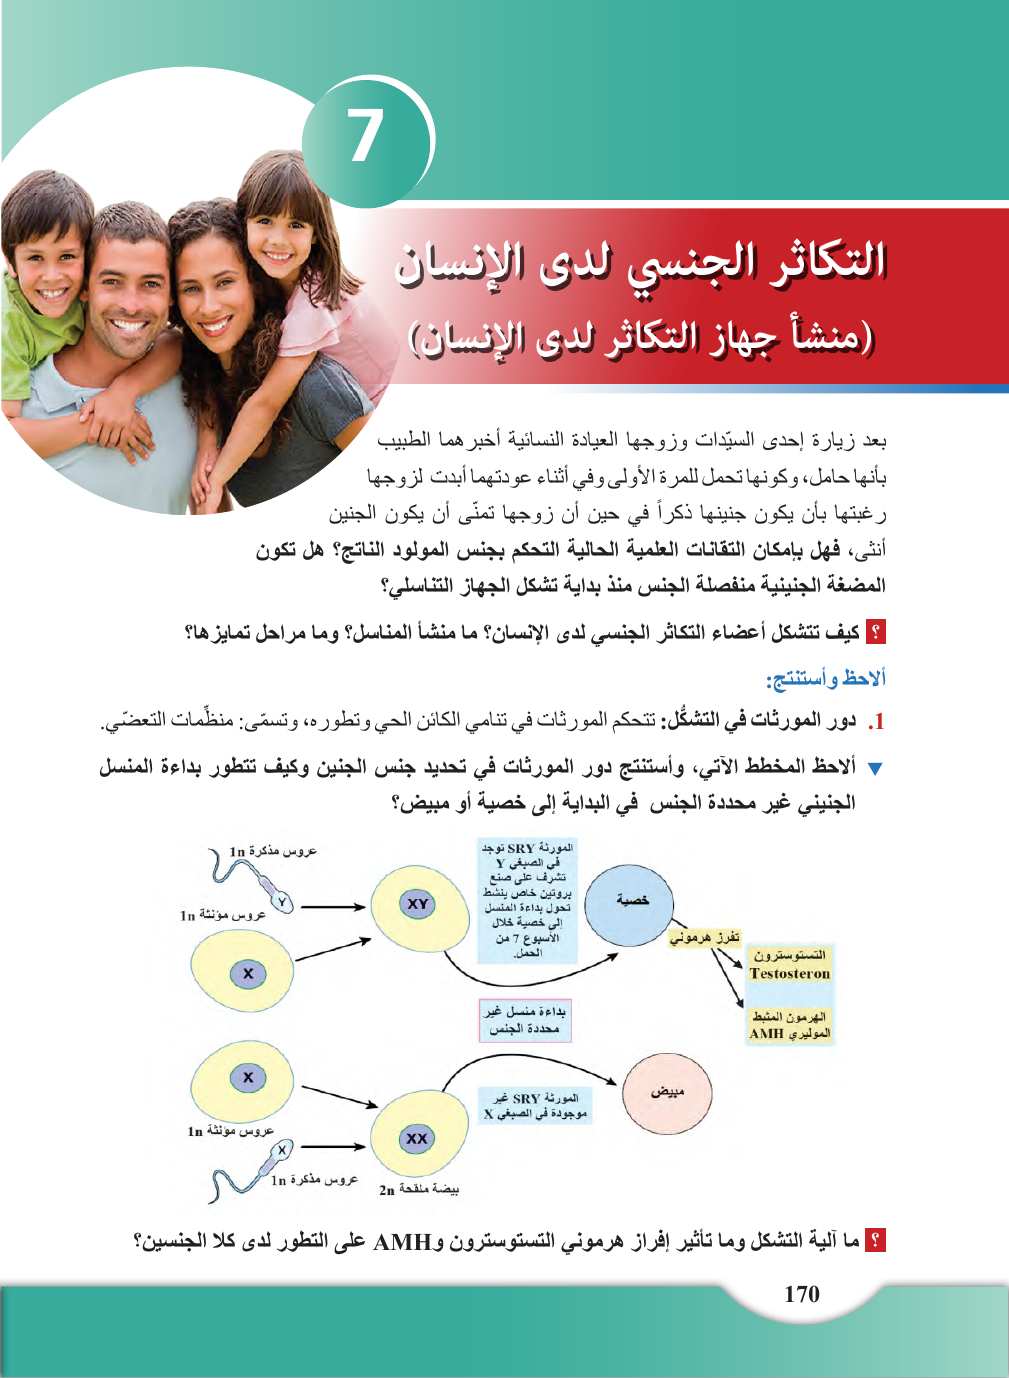 7
التكاثر الجنسي لدى الإنسان
(منشأ جهاز التكاثر لدى الإنسان)
بعد زيارة إحدى السيّدات وزوجها العيادة النسائية أخبرهما الطبيب
بأنها حامل، وكونها تحمل للمرة الأولى وفي أثناء عودتهما أبدت لزوجها
رغبتها بأن يكون جنينها ذكراً في حين أن زوجها تمنّى أن يكون الجنين
أنثى، فهل بإمكان التقانات العلمية الحالية التحكم بجنس المولود الناتج؟ هل تكون
المضغة الجنينية منفصلة الجنس منذ بداية تشكل الجهاز التناسلي؟
؟ كيف تتشكل أعضاء التكاثر الجنسي لدى الإنسان؟ ما منشأ المناسل؟ وما مراحل تمايزها؟
ألاحظ وأستنتج:
1. دور المورثات في التشكُّل: تتحكم المورثات في تنامي الكائن الحي وتطوره، وتسمّى: منظِّمات التعضّي.
▼ ألاحظ المخطط الآتي، وأستنتج دور المورثات في تحديد جنس الجنين وكيف تتطور بداءة المنسل
الجنيني غير محددة الجنس في البداية إلى خصية أو مبيض؟
عروس مذكرة 1n
Y
عروس مؤنثة 1n
X
XY
المورثة SRY توجد
في الصبغي Y
تشرف على صنع
بروتين خاص ينشط
تحول بداءة المنسل
إلى خصية خلال
الأسبوع 7 من
الحمل.
خصية
تفرز هرموني
التستوسترون
Testosteron
الهرمون المثبط
الموليري AMH
بداءة منسل غير
محددة الجنس
X
عروس مؤنثة 1n
X
عروس مذكرة 1n
XX
بيضة ملقحة 2n
المورثة SRY غير
موجودة في الصبغي X
مبيض
؟ ما آلية التشكل وما تأثير إفراز هرموني التستوسترون وAMH على التطور لدى كلا الجنسين؟
170